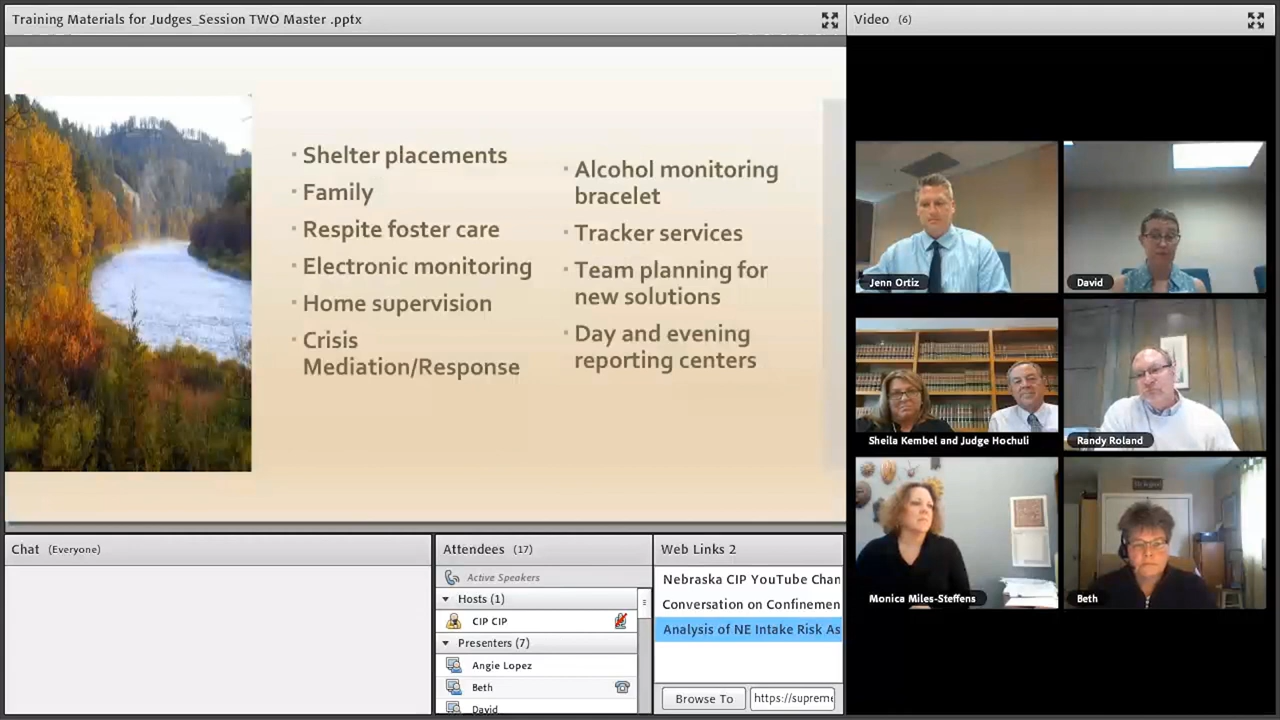 Training Materials for Judges_Session TWO Master .pptx
Shelter placements
Family
Respite foster care
Electronic monitoring
Home supervision
Crisis
Mediation/Response
Alcohol monitoring
bracelet
Tracker services
Team planning for
new solutions
Day and evening
reporting centers
Video (6)
Jenn Ortiz
David
Sheila Kembel and Judge Hochuli
Randy Roland
Monica Miles-Steffens
Beth
Chat (Everyone)
Attendees (17)
Active Speakers
Hosts (1)
CIP CIP
Presenters (7)
Angie Lopez
Beth
David
Web Links 2
Nebraska CIP YouTube Chan
Conversation on Confinemen
Analysis of NE Intake Risk As
Browse To
https://supreme